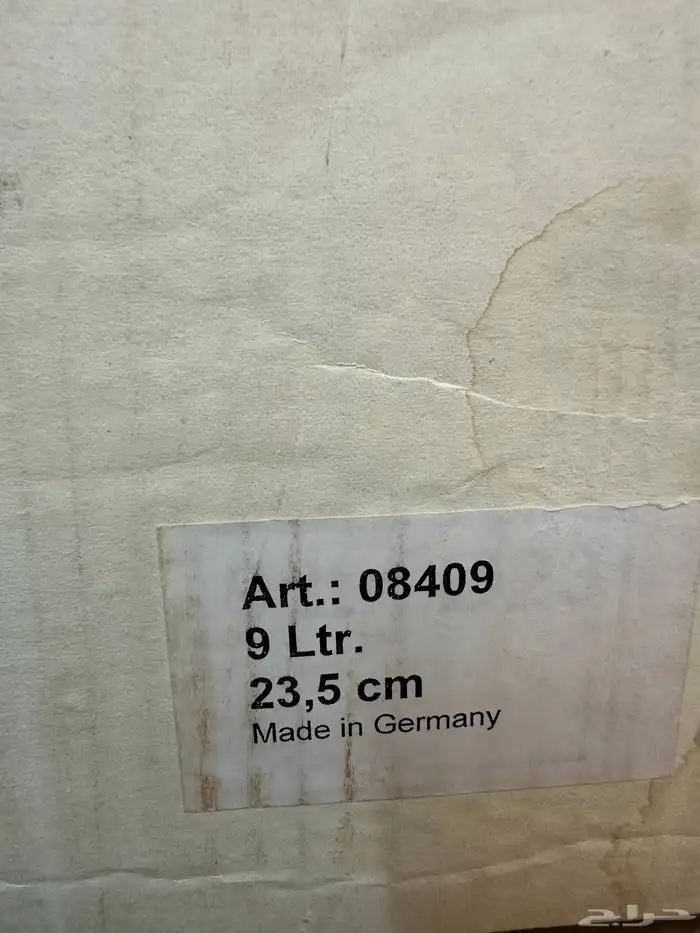 Art.: 08409
9 Ltr.
23,5 cm
Made in Germany
حراج